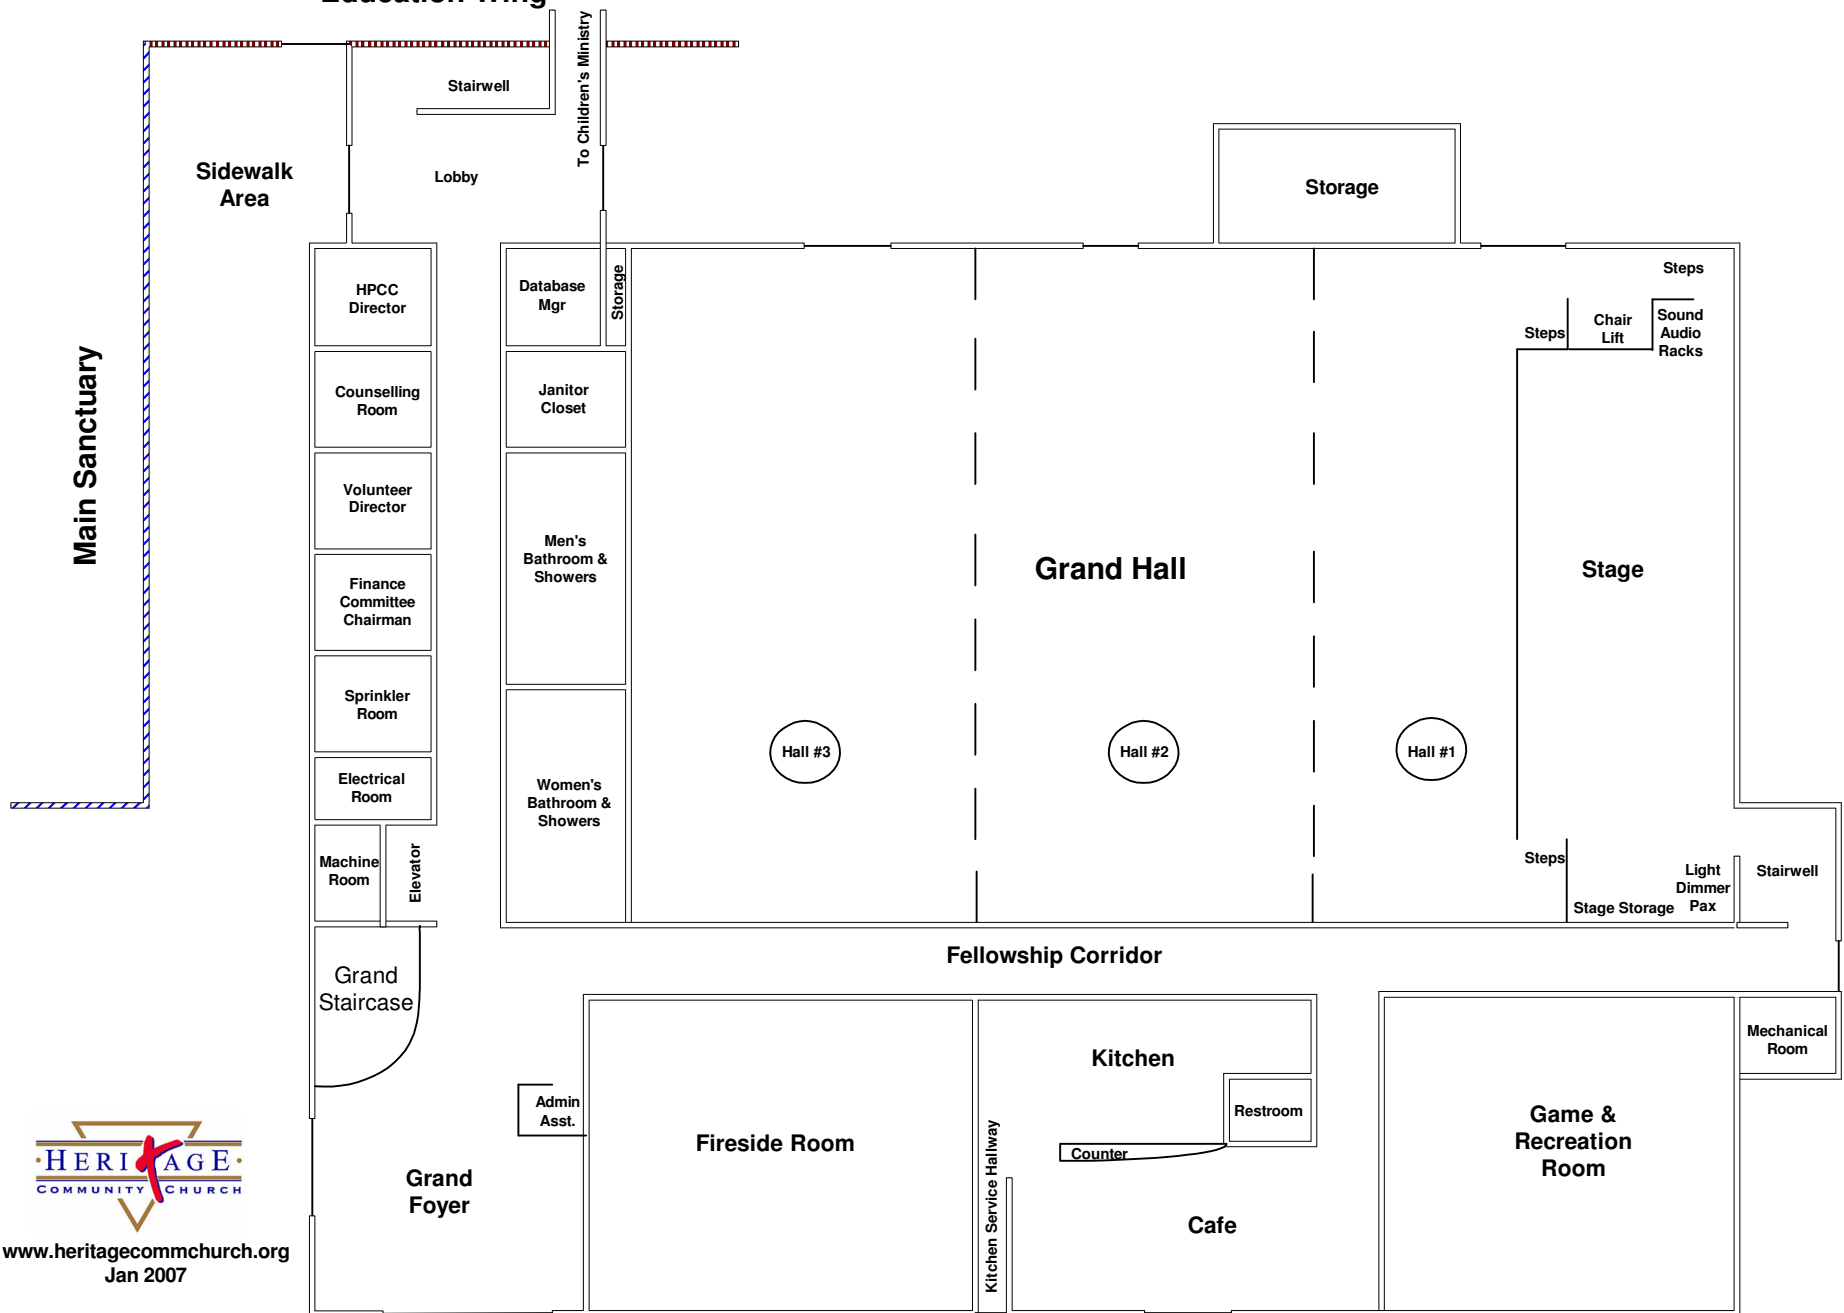 Education Wing
To Children's Ministry
Stairwell
Sidewalk
Area
Lobby
Storage
Main Sanctuary
HPCC
Director
Database
Mgr
Storage
Steps
Steps
Chair
Lift
Sound
Audio
Racks
Counselling
Room
Janitor
Closet
Volunteer
Director
Men's
Bathroom &
Showers
Grand Hall
Stage
Finance
Committee
Chairman
Sprinkler
Room
Hall #3
Hall #2
Hall #1
Electrical
Room
Women's
Bathroom &
Showers
Machine
Room
Elevator
Steps
Light
Dimmer
Pax
Stairwell
Stage Storage
Fellowship Corridor
Grand
Staircase
Kitchen
Mechanical
Room
Admin
Asst.
Restroom
Game &
Recreation
Room
Fireside Room
Kitchen Service Hallway
Counter
Grand
Foyer
Cafe
HERITAGE
COMMUNITY CHURCH
www.heritagecommchurch.org
Jan 2007